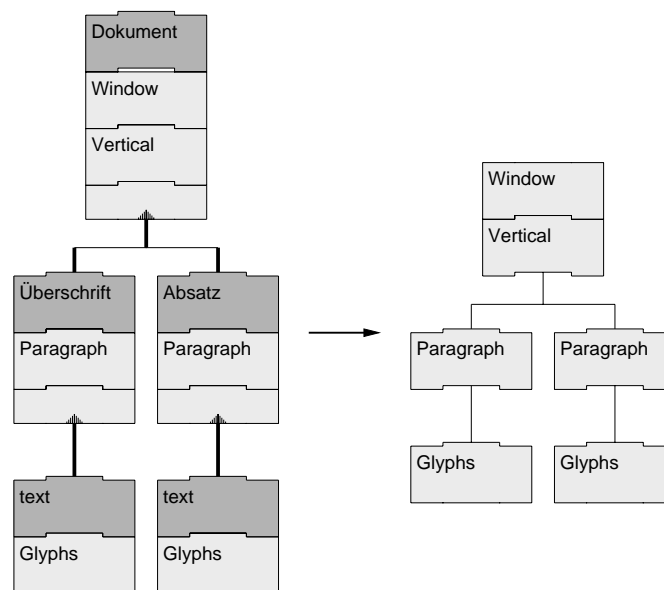 Dokument
Window
Vertical
Window
Vertical
Überschrift
Absatz
Paragraph
Paragraph
Paragraph
Paragraph
Glyphs
Glyphs
text
text
Glyphs
Glyphs